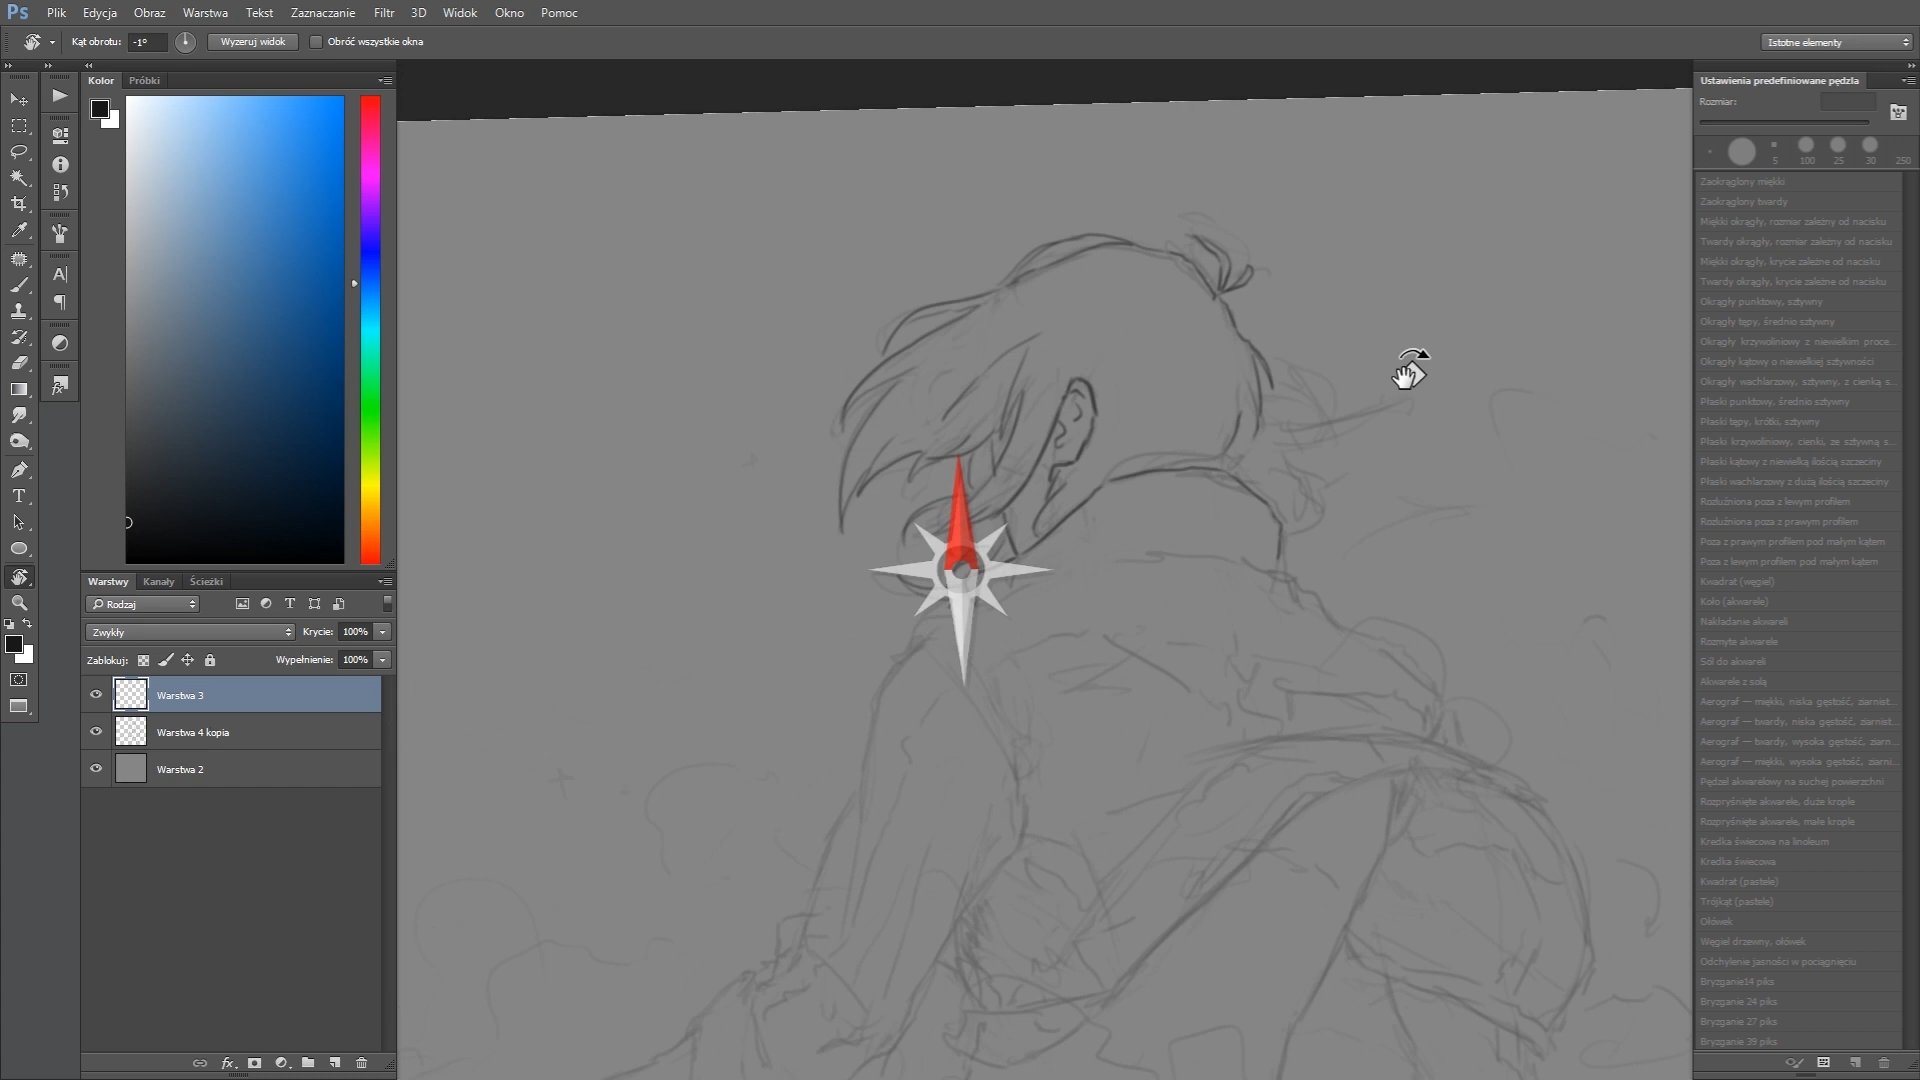 Ps Plik Edycja Obraz Warstwa Tekst Zaznaczanie Filtr 3D Widok Okno Pomoc
Kąt obrotu: -1° Wyzeruj widok Obróć wszystkie okna Istotne elementy
Kolor Próbki
Warstwy Kanały Ścieżki
Rodzaj
Zwykły Krycie: 100%
Zablokuj: Wypełnienie: 100%
Warstwa 3
Warstwa 4 kopia
Warstwa 2
Ustawienia predefiniowane pędzla
Rozmiar:
5 100 25 30 250
Zaokrąglony miękki
Zaokrąglony twardy
Miękki okrągły, rozmiar zależny od nacisku
Twardy okrągły, rozmiar zależny od nacisku
Miękki okrągły, krycie zależne od nacisku
Twardy okrągły, krycie zależne od nacisku
Okrągły punktowy, sztywny
Okrągły tępy, średnio sztywny
Okrągły krzywoliniowy z niewielkim proce...
Okrągły kątowy o niewielkiej sztywności
Okrągły wachlarzowy, sztywny, z cienką s...
Płaski punktowy, średnio sztywny
Płaski tępy, krótki, sztywny
Płaski krzywoliniowy, cienki, ze sztywną s...
Płaski kątowy z niewielką ilością szczeciny
Płaski wachlarzowy z dużą ilością szczeciny
Rozluźniona poza z lewym profilem
Rozluźniona poza z prawym profilem
Poza z prawym profilem pod małym kątem
Poza z lewym profilem pod małym kątem
Kwadrat (węgiel)
Koło (akwarele)
Nakładanie akwareli
Rozmyte akwarele
Sól do akwareli
Akwarele z solą
Aerograf — miękki, niska gęstość, ziarnist...
Aerograf — twardy, niska gęstość, ziarnist...
Aerograf — twardy, wysoka gęstość, ziarn...
Aerograf — miękki, wysoka gęstość, ziarni...
Pędzel akwarelowy na suchej powierzchni
Rozpryśnięte akwarele, duże krople
Rozpryśnięte akwarele, małe krople
Kredka świecowa na linoleum
Kredka świecowa
Kwadrat (pastele)
Trójkąt (pastele)
Ołówek
Węgiel drzewny, ołówek
Odchylenie jasności w pociągnięciu
Bryzganie14 piks
Bryzganie 24 piks
Bryzganie 27 piks
Bryzganie 39 piks